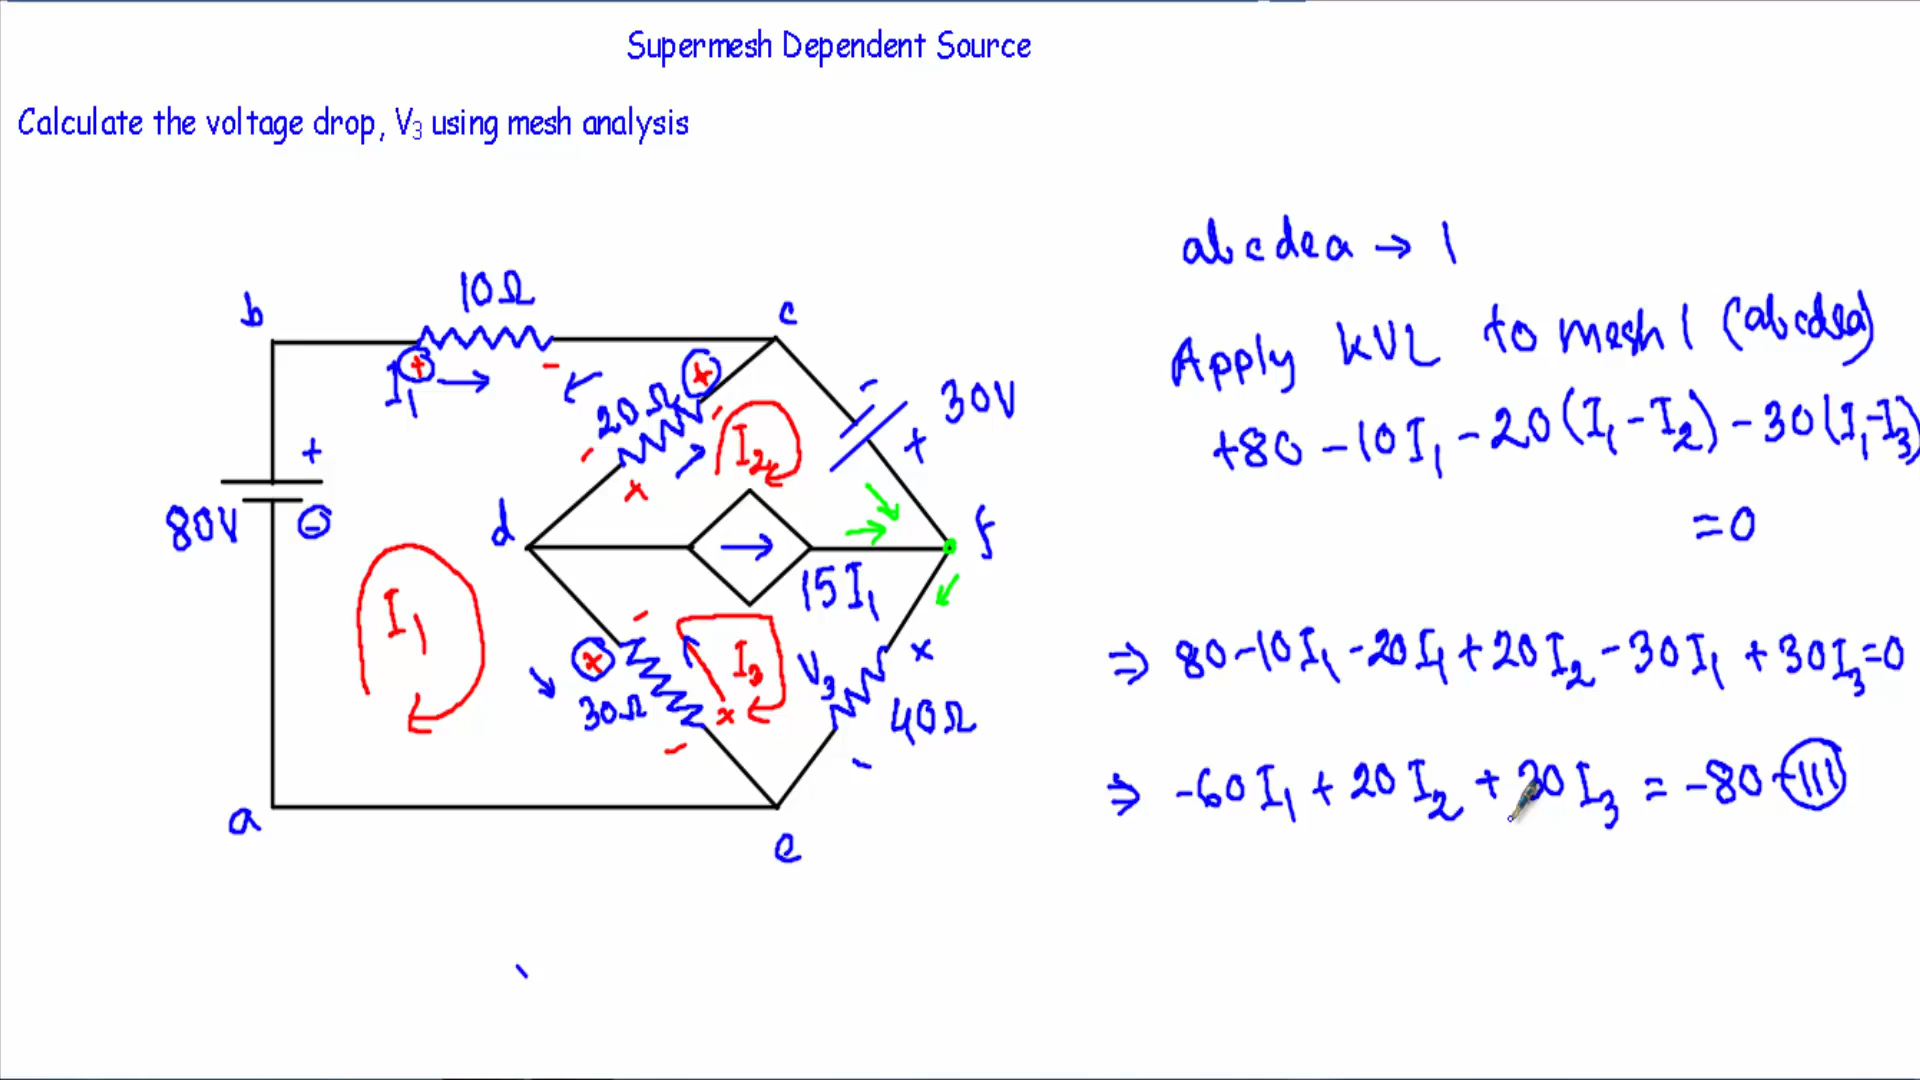 Supermesh Dependent Source
Calculate the voltage drop, V₃ using mesh analysis
abcdea → 1
Apply KVL to mesh 1 (abcdea)
+80 - 10I₁ - 20(I₁ - I₂) - 30(I₁ - I₃)
= 0
⇒ 80 - 10I₁ - 20I₁ + 20I₂ - 30I₁ + 30I₃ = 0
⇒ -60I₁ + 20I₂ + 30I₃ = -80 - III
10Ω
b
c
+
-
I₁
+
20Ω
-
30V
I₂
-
-
+
+
+
80V
-
d
f
15I₁
I₁
-
+
30Ω
I₃
+
-
V₃
+
40Ω
-
a
e